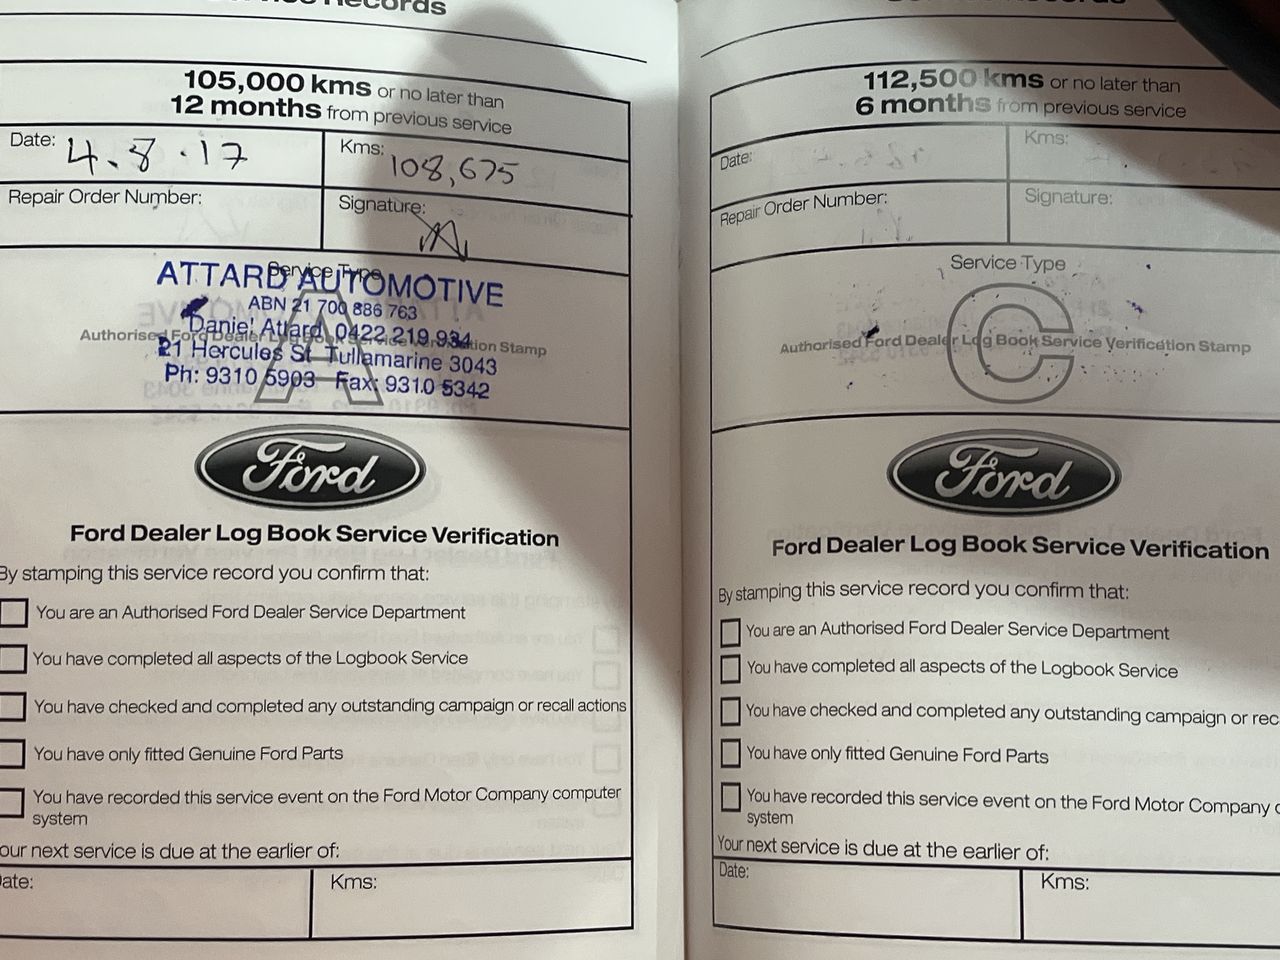 105,000 kms or no later than
12 months from previous service
Date: 4.8.17
Kms: 108,675
Repair Order Number:
Signature:
Service Type
A
ATTARD AUTOMOTIVE
ABN 21 700 886 763
Daniel Attard 0422 219 934
Authorised Ford Dealer Log Book Service Verification Stamp
21 Hercules St Tullamarine 3043
Ph: 9310 5903 Fax: 9310 5342
Ford
Ford Dealer Log Book Service Verification
By stamping this service record you confirm that:
You are an Authorised Ford Dealer Service Department
You have completed all aspects of the Logbook Service
You have checked and completed any outstanding campaign or recall actions
You have only fitted Genuine Ford Parts
You have recorded this service event on the Ford Motor Company computer
system
our next service is due at the earlier of:
Date:
Kms:
112,500 kms or no later than
6 months from previous service
Date:
Kms:
Repair Order Number:
Signature:
Service Type
C
Authorised Ford Dealer Log Book Service Verification Stamp
Ford
Ford Dealer Log Book Service Verification
By stamping this service record you confirm that:
You are an Authorised Ford Dealer Service Department
You have completed all aspects of the Logbook Service
You have checked and completed any outstanding campaign or rec
You have only fitted Genuine Ford Parts
You have recorded this service event on the Ford Motor Company
system
Your next service is due at the earlier of:
Date:
Kms: